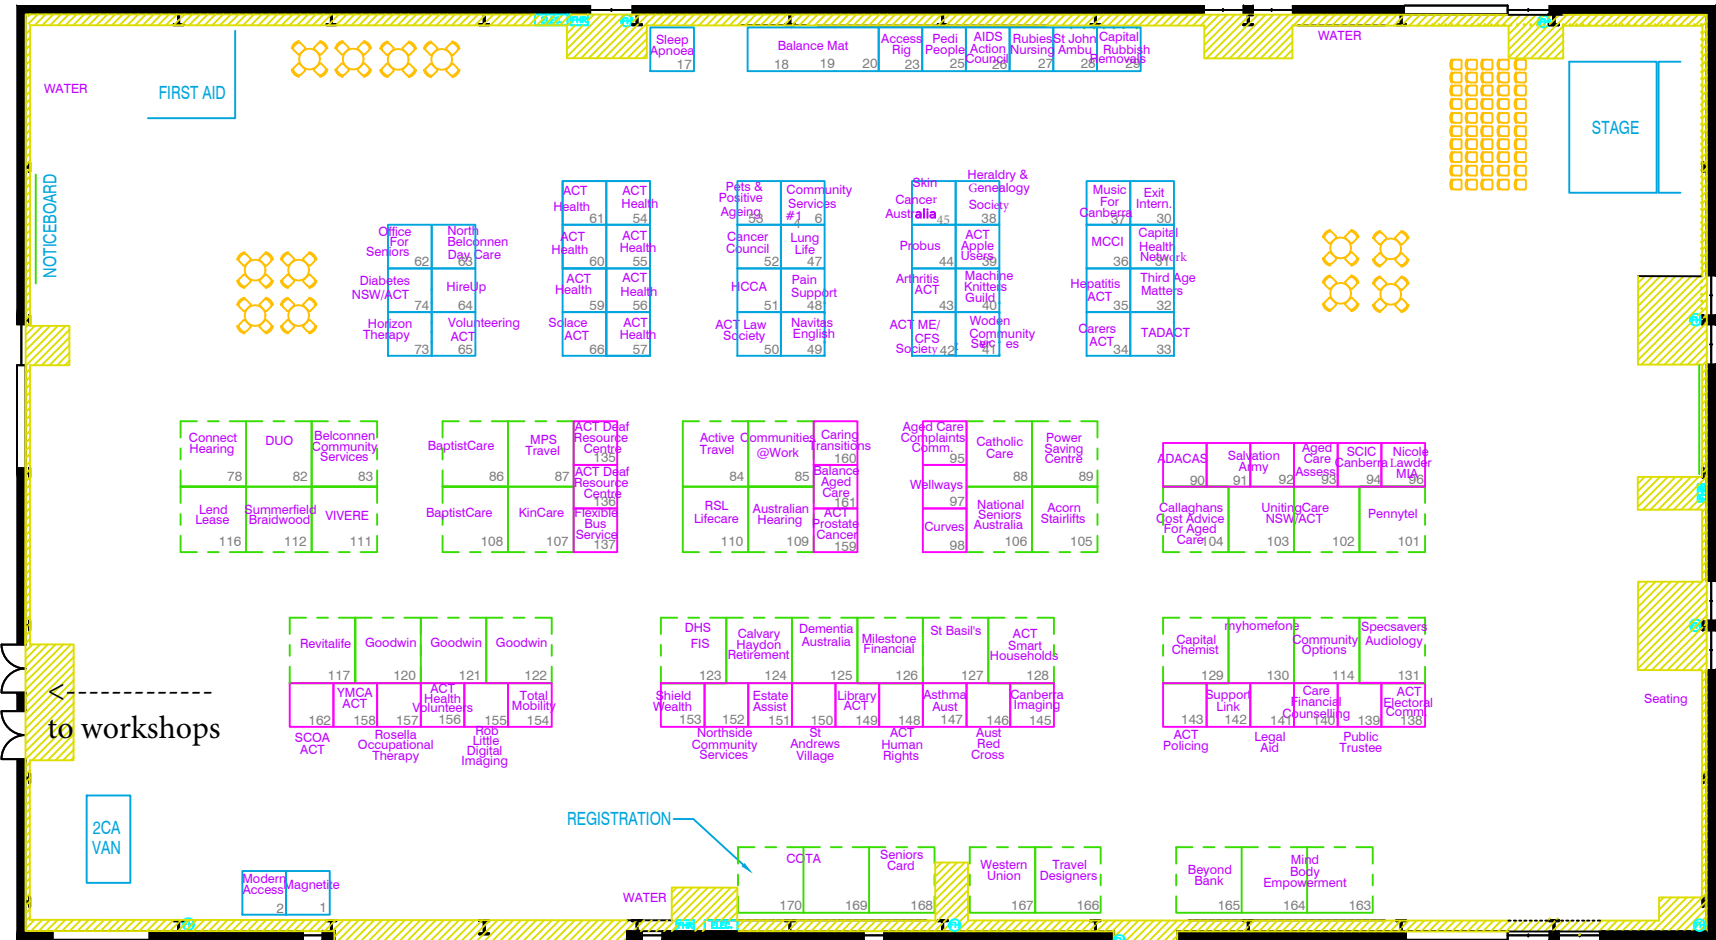 WATER
FIRST AID
NOTICEBOARD
Sleep
Apnoea
17
Balance Mat
18 19 20
Access
Rig
23
Pedi
People
25
AIDS
Action
Council
26
Rubies
Nursing
27
St John
Ambu
28
Capital
Rubbish
Removals
29
WATER
STAGE
Office
For
Seniors
62
North
Belconnen
Day Care
63
Diabetes
NSW/ACT
74
HireUp
64
Horizon
Therapy
73
Volunteering
ACT
65
ACT
Health
61
ACT
Health
54
ACT
Health
60
ACT
Health
55
ACT
Health
59
ACT
Health
56
Solace
ACT
66
ACT
Health
57
Pets &
Positive
Ageing
53
Community
Services
#1
6
Cancer
Council
52
Lung
Life
47
HCCA
51
Pain
Support
48
ACT Law
Society
50
Navitas
English
49
Skin
Cancer
Australia
45
Heraldry &
Genealogy
Society
38
Probus
44
ACT
Apple
Users
39
Arthritis
ACT
43
Machine
Knitters
Guild
40
ACT ME/
CFS
Society
42
Woden
Community
41
Music
For
Canberra
37
Exit
Intern.
30
MCCI
36
Capital
Health
Network
31
Hepatitis
ACT
35
Third Age
Matters
32
Carers
ACT
34
TADACT
33
Connect
Hearing
78
DUO
82
Belconnen
Community
Services
83
Lend
Lease
116
Summerfield
Braidwood
112
VIVERE
111
BaptistCare
86
MPS
Travel
87
ACT Deaf
Resource
Centre
135
ACT Deaf
Resource
Centre
136
BaptistCare
108
KinCare
107
Flexible
Bus
Service
137
Active
Travel
84
Communities
@Work
85
Caring
Transitions
160
Balance
Aged
Care
161
RSL
Lifecare
110
Australian
Hearing
109
ACT
Prostate
Cancer
159
Aged Care
Complaints
Comm.
95
Catholic
Care
88
Power
Saving
Centre
89
Wellways
97
Curves
98
National
Seniors
Australia
106
Acorn
Stairlifts
105
ADACAS
90
Salvation
Army
91 92
Aged
Care
Assess
93
SCIC
Canberra
94
Nicole
Lawder
MLA
96
Callaghans
Cost Advice
For Aged
Care
104
UnitingCare
NSW/ACT
103 102
Pennytel
101
Revitalife
117
Goodwin
120
Goodwin
121
Goodwin
122
162
YMCA
ACT
158
157
ACT
Health
Volunteers
156
155
Total
Mobility
154
SCOA
ACT
Rosella
Occupational
Therapy
Rob
Little
Digital
Imaging
DHS
FIS
123
Calvary
Haydon
Retirement
124
Dementia
Australia
125
Milestone
Financial
126
St Basil's
127
ACT
Smart
Households
128
Shield
Wealth
153
152
Estate
Assist
151
150
Library
ACT
149
148
Asthma
Aust
147
146
Canberra
Imaging
145
Northside
Community
Services
St
Andrews
Village
ACT
Human
Rights
Aust
Red
Cross
Capital
Chemist
129
myhomefone
130
Community
Options
114
Specsavers
Audiology
131
143
Support
Link
142
141
Care
Financial
Counselling
140
139
ACT
Electoral
Comm
138
ACT
Policing
Legal
Aid
Public
Trustee
Seating
to workshops
2CA
VAN
Modern
Access
2
Magnetite
1
REGISTRATION
WATER
COTA
170 169
Seniors
Card
168
Western
Union
167
Travel
Designers
166
Beyond
Bank
165
Mind
Body
Empowerment
164 163